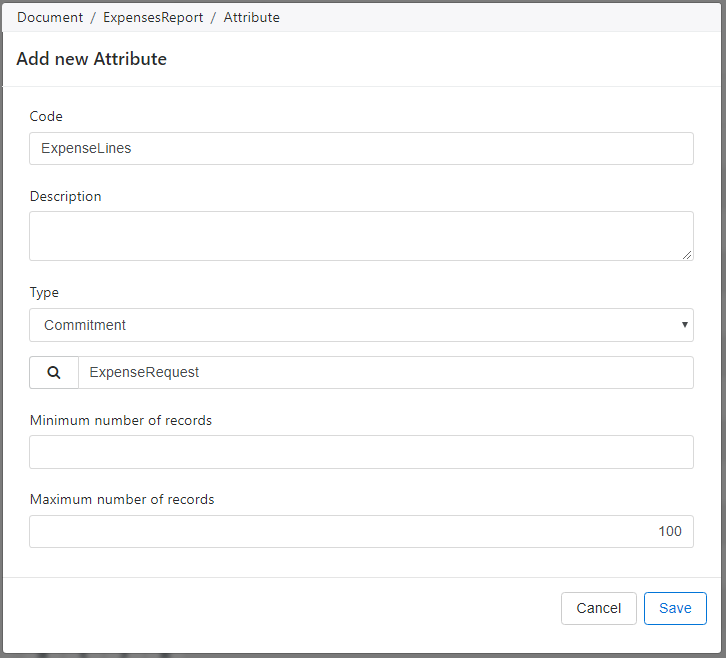 Document / ExpensesReport / Attribute
Add new Attribute
Code
ExpenseLines
Description
Type
Commitment
ExpenseRequest
Minimum number of records
Maximum number of records
100
Cancel Save